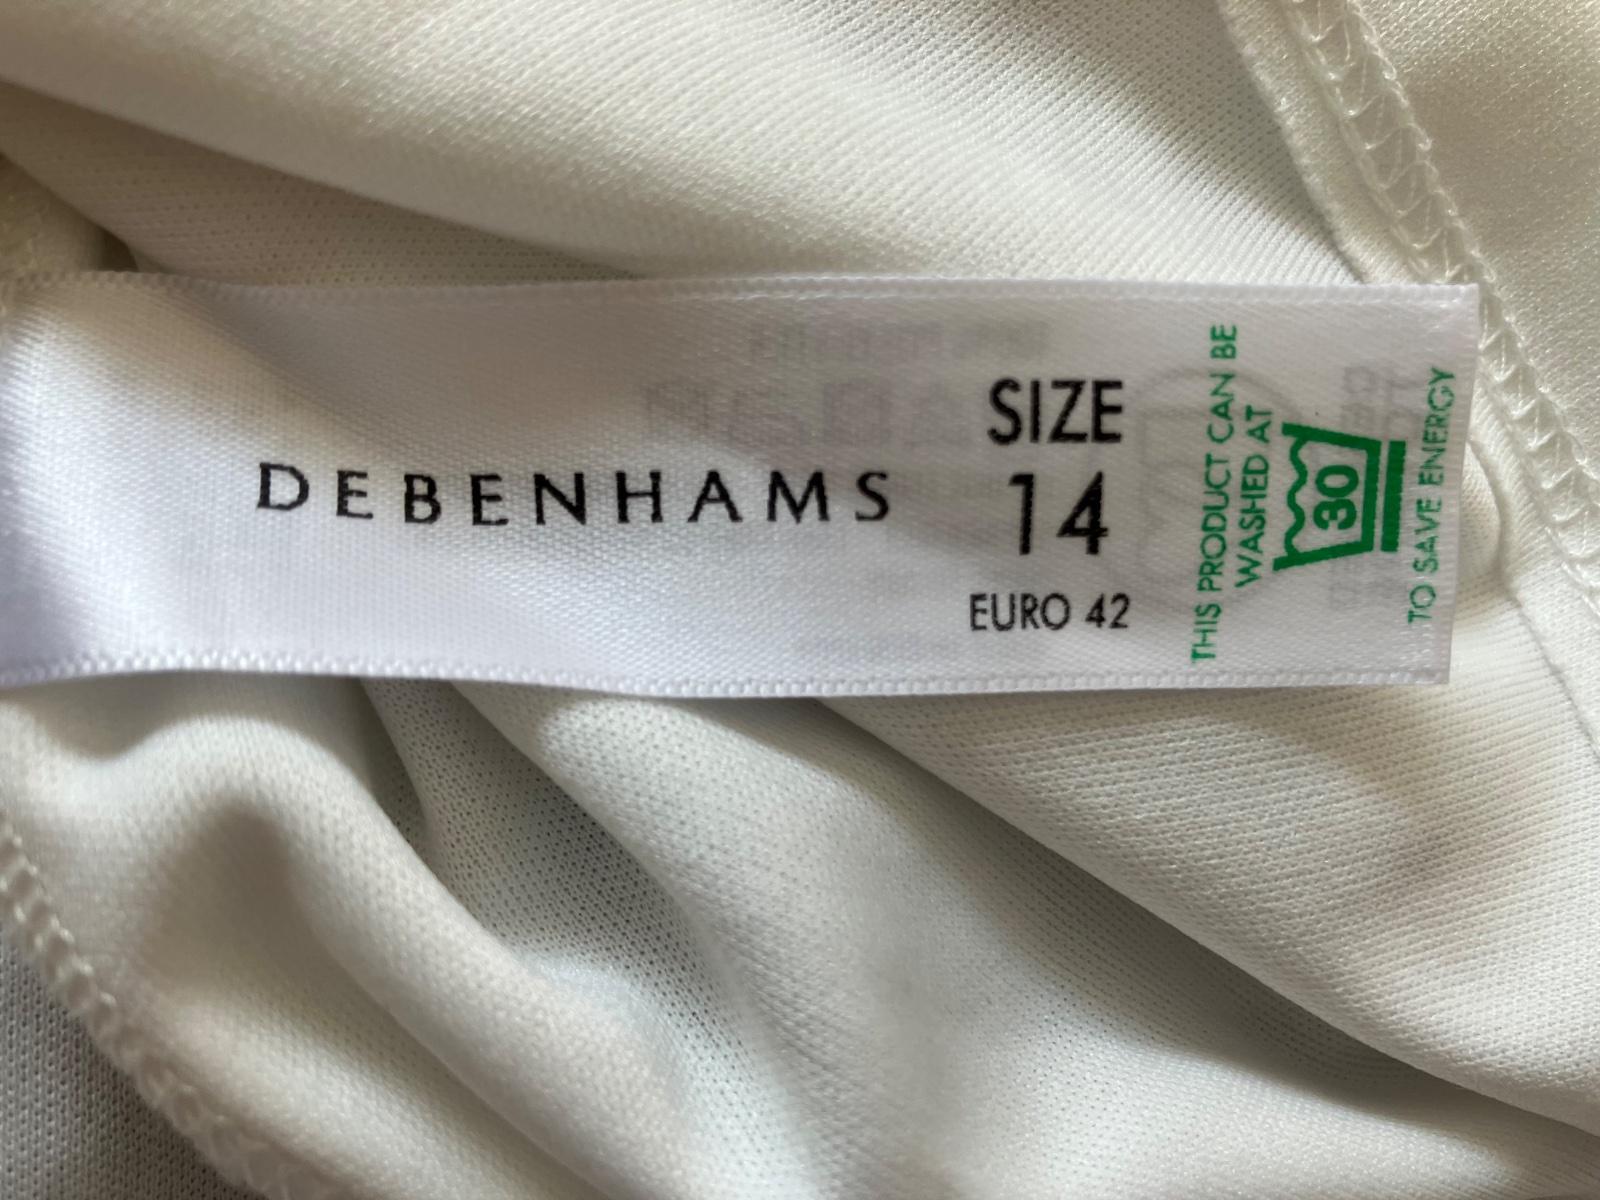 DEBENHAMS
SIZE
14
EURO 42
THIS PRODUCT CAN BE
WASHED AT
30
TO SAVE ENERGY